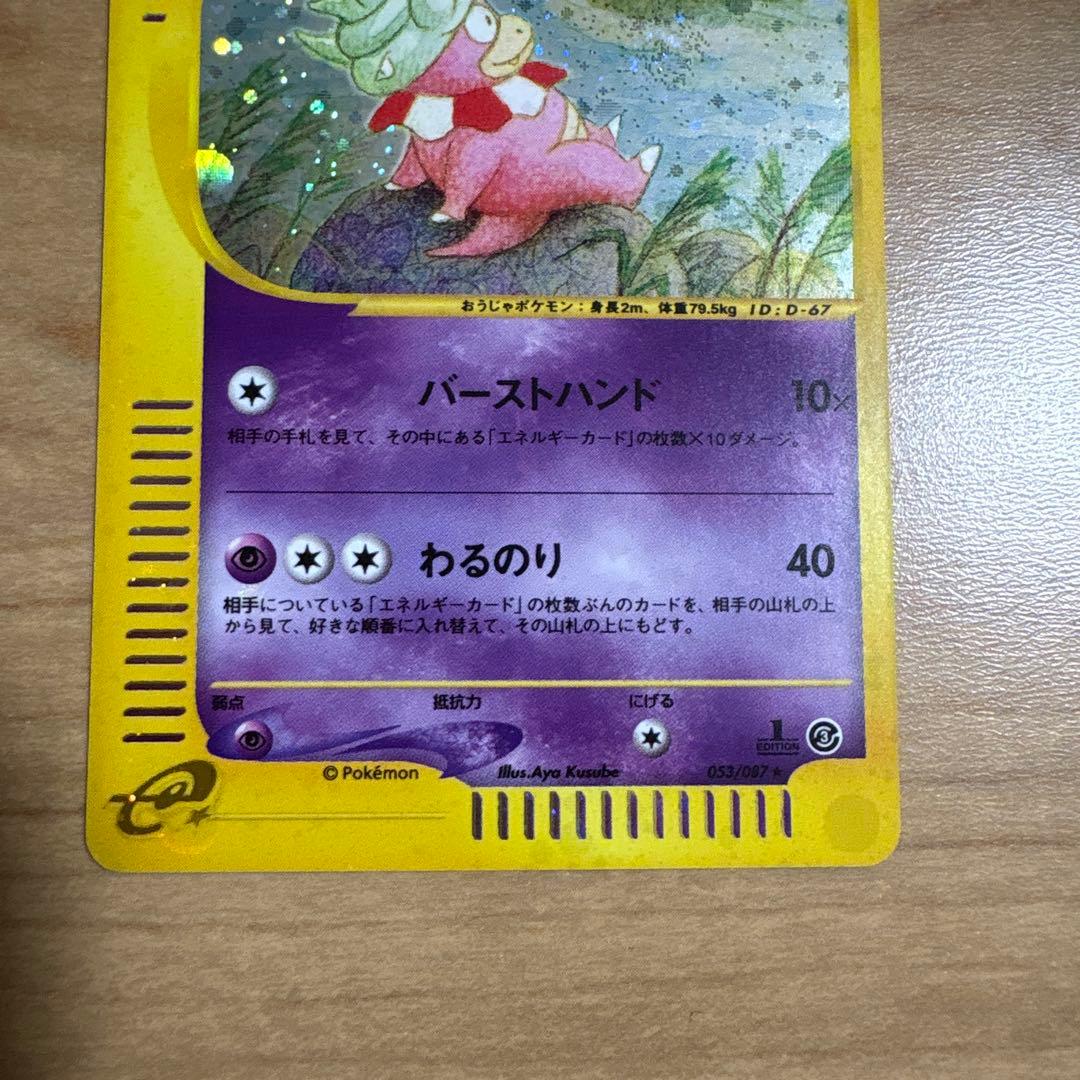 おうじゃポケモン：身長2m、体重79.5kg ID:D-67
バーストハンド 10×
相手の手札を見て、その中にある「エネルギーカード」の枚数×10ダメージ。
わるのり 40
相手についている「エネルギーカード」の枚数ぶんのカードを、相手の山札の上
から見て、好きな順番に入れ替えて、その山札の上にもどす。
弱点 抵抗力 にげる
1 EDITION 3
© Pokémon Illus.Aya Kusube 053/087★
e